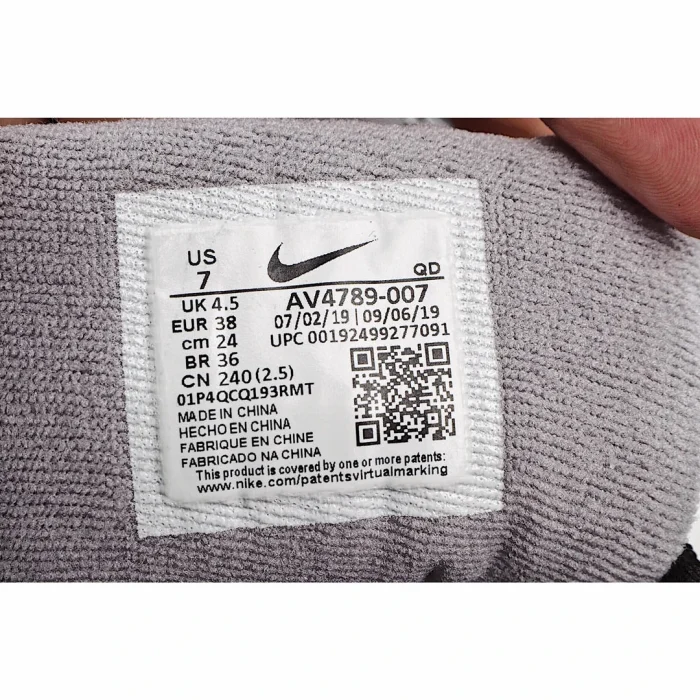 US
7
QD
UK 4.5
AV4789-007
EUR 38
07/02/19 | 09/06/19
cm 24
UPC 00192499277091
BR 36
CN 240 (2.5)
01P4QCQ193RMT
MADE IN CHINA
HECHO EN CHINA
FABRIQUE EN CHINE
FABRICADO NA CHINA
This product is covered by one or more patents:
www.nike.com/patentsvirtualmarking